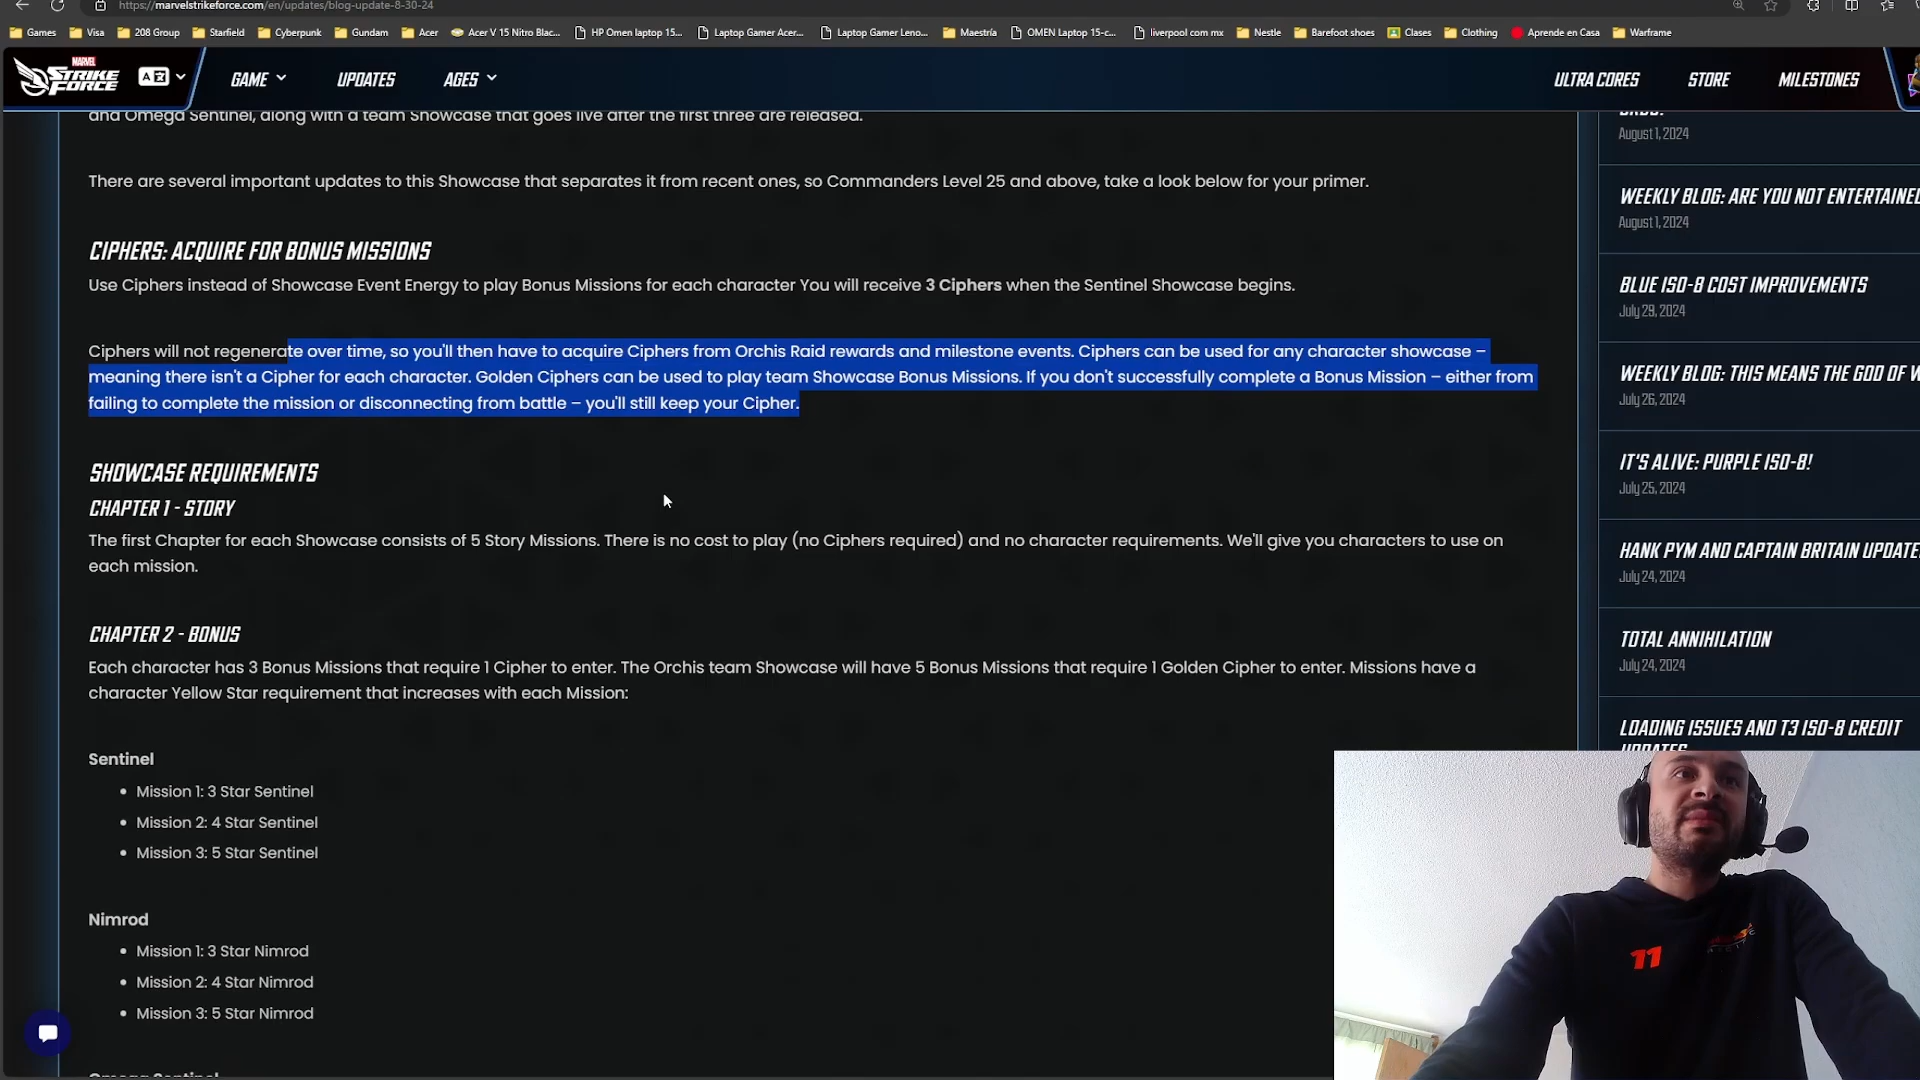 https://marvelstrikeforce.com/en/updates/blog-update-8-30-24
Games Visa 208 Group Starfield Cyberpunk Gundam Acer Acer V 15 Nitro Blac... HP Omen laptop 15... Laptop Gamer Acer... Laptop Gamer Leno... Maestría OMEN Laptop 15-c... liverpool com mx Nestle Barefoot shoes Clases Clothing Aprende en Casa Warframe
MARVEL STRIKE FORCE GAME UPDATES AGES ULTRA CORES STORE MILESTONES
and Omega Sentinel, along with a team Showcase that goes live after the first three are released.
There are several important updates to this Showcase that separates it from recent ones, so Commanders Level 25 and above, take a look below for your primer.
CIPHERS: ACQUIRE FOR BONUS MISSIONS
Use Ciphers instead of Showcase Event Energy to play Bonus Missions for each character You will receive 3 Ciphers when the Sentinel Showcase begins.
Ciphers will not regenerate over time, so you'll then have to acquire Ciphers from Orchis Raid rewards and milestone events. Ciphers can be used for any character showcase –
meaning there isn't a Cipher for each character. Golden Ciphers can be used to play team Showcase Bonus Missions. If you don't successfully complete a Bonus Mission – either from
failing to complete the mission or disconnecting from battle – you'll still keep your Cipher.
SHOWCASE REQUIREMENTS
CHAPTER 1 - STORY
The first Chapter for each Showcase consists of 5 Story Missions. There is no cost to play (no Ciphers required) and no character requirements. We'll give you characters to use on
each mission.
CHAPTER 2 - BONUS
Each character has 3 Bonus Missions that require 1 Cipher to enter. The Orchis team Showcase will have 5 Bonus Missions that require 1 Golden Cipher to enter. Missions have a
character Yellow Star requirement that increases with each Mission:
Sentinel
• Mission 1: 3 Star Sentinel
• Mission 2: 4 Star Sentinel
• Mission 3: 5 Star Sentinel
Nimrod
• Mission 1: 3 Star Nimrod
• Mission 2: 4 Star Nimrod
• Mission 3: 5 Star Nimrod
Omega Sentinel
August 1, 2024
WEEKLY BLOG: ARE YOU NOT ENTERTAINED
August 1, 2024
BLUE ISO-8 COST IMPROVEMENTS
July 29, 2024
WEEKLY BLOG: THIS MEANS THE GOD OF W
July 26, 2024
IT'S ALIVE: PURPLE ISO-8!
July 25, 2024
HANK PYM AND CAPTAIN BRITAIN UPDATE
July 24, 2024
TOTAL ANNIHILATION
July 24, 2024
LOADING ISSUES AND T3 ISO-8 CREDIT
UPDATES
11